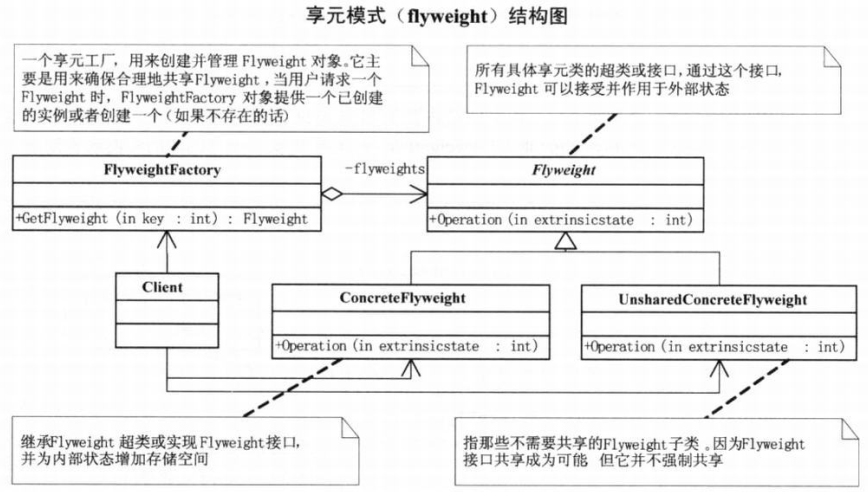 享元模式（flyweight）结构图
一个享元工厂，用来创建并管理 Flyweight 对象。它主
要是用来确保合理地共享Flyweight，当用户请求一个
Flyweight 时，FlyweightFactory 对象提供一个已创建
的实例或者创建一个（如果不存在的话）
所有具体享元类的超类或接口，通过这个接口，
Flyweight 可以接受并作用于外部状态
FlyweightFactory
+GetFlyweight (in key : int) : Flyweight
-flyweights
Flyweight
+Operation (in extrinsicstate : int)
Client
ConcreteFlyweight
+Operation (in extrinsicstate : int)
UnsharedConcreteFlyweight
+Operation (in extrinsicstate : int)
继承Flyweight 超类或实现 Flyweight接口，
并为内部状态增加存储空间
指那些不需要共享的Flyweight子类。因为Flyweight
接口共享成为可能 但它并不强制共享